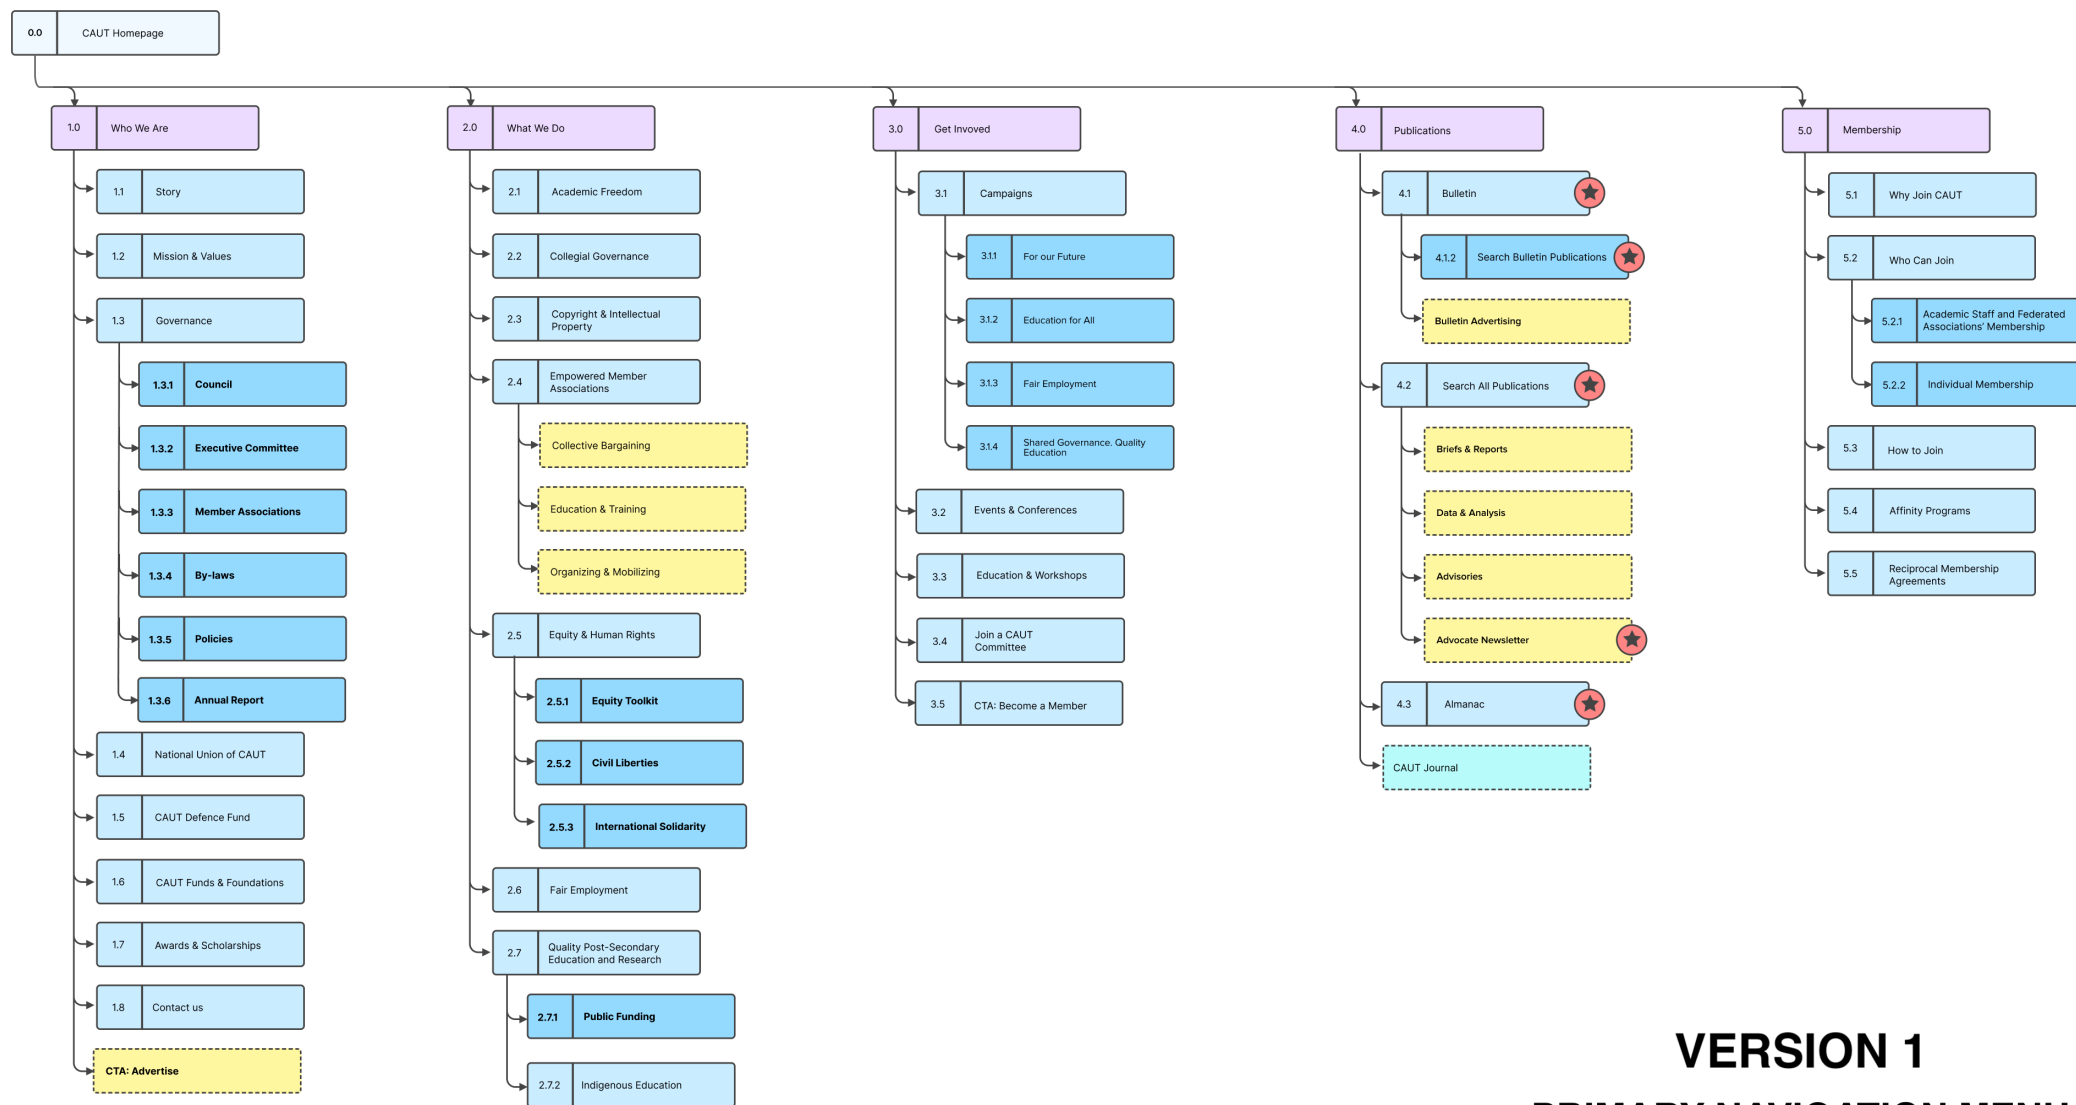 0.0 CAUT Homepage
1.0 Who We Are
1.1 Story
1.2 Mission & Values
1.3 Governance
1.3.1 Council
1.3.2 Executive Committee
1.3.3 Member Associations
1.3.4 By-laws
1.3.5 Policies
1.3.6 Annual Report
1.4 National Union of CAUT
1.5 CAUT Defence Fund
1.6 CAUT Funds & Foundations
1.7 Awards & Scholarships
1.8 Contact us
CTA: Advertise
2.0 What We Do
2.1 Academic Freedom
2.2 Collegial Governance
2.3 Copyright & Intellectual
Property
2.4 Empowered Member
Associations
Collective Bargaining
Education & Training
Organizing & Mobilizing
2.5 Equity & Human Rights
2.5.1 Equity Toolkit
2.5.2 Civil Liberties
2.5.3 International Solidarity
2.6 Fair Employment
2.7 Quality Post-Secondary
Education and Research
2.7.1 Public Funding
2.7.2 Indigenous Education
3.0 Get Invoved
3.1 Campaigns
3.1.1 For our Future
3.1.2 Education for All
3.1.3 Fair Employment
3.1.4 Shared Governance. Quality
Education
3.2 Events & Conferences
3.3 Education & Workshops
3.4 Join a CAUT
Committee
3.5 CTA: Become a Member
4.0 Publications
4.1 Bulletin
4.1.2 Search Bulletin Publications
Bulletin Advertising
4.2 Search All Publications
Briefs & Reports
Data & Analysis
Advisories
Advocate Newsletter
4.3 Almanac
CAUT Journal
5.0 Membership
5.1 Why Join CAUT
5.2 Who Can Join
5.2.1 Academic Staff and Federated
Associations' Membership
5.2.2 Individual Membership
5.3 How to Join
5.4 Affinity Programs
5.5 Reciprocal Membership
Agreements
VERSION 1
PRIMARY NAVIGATION MENU